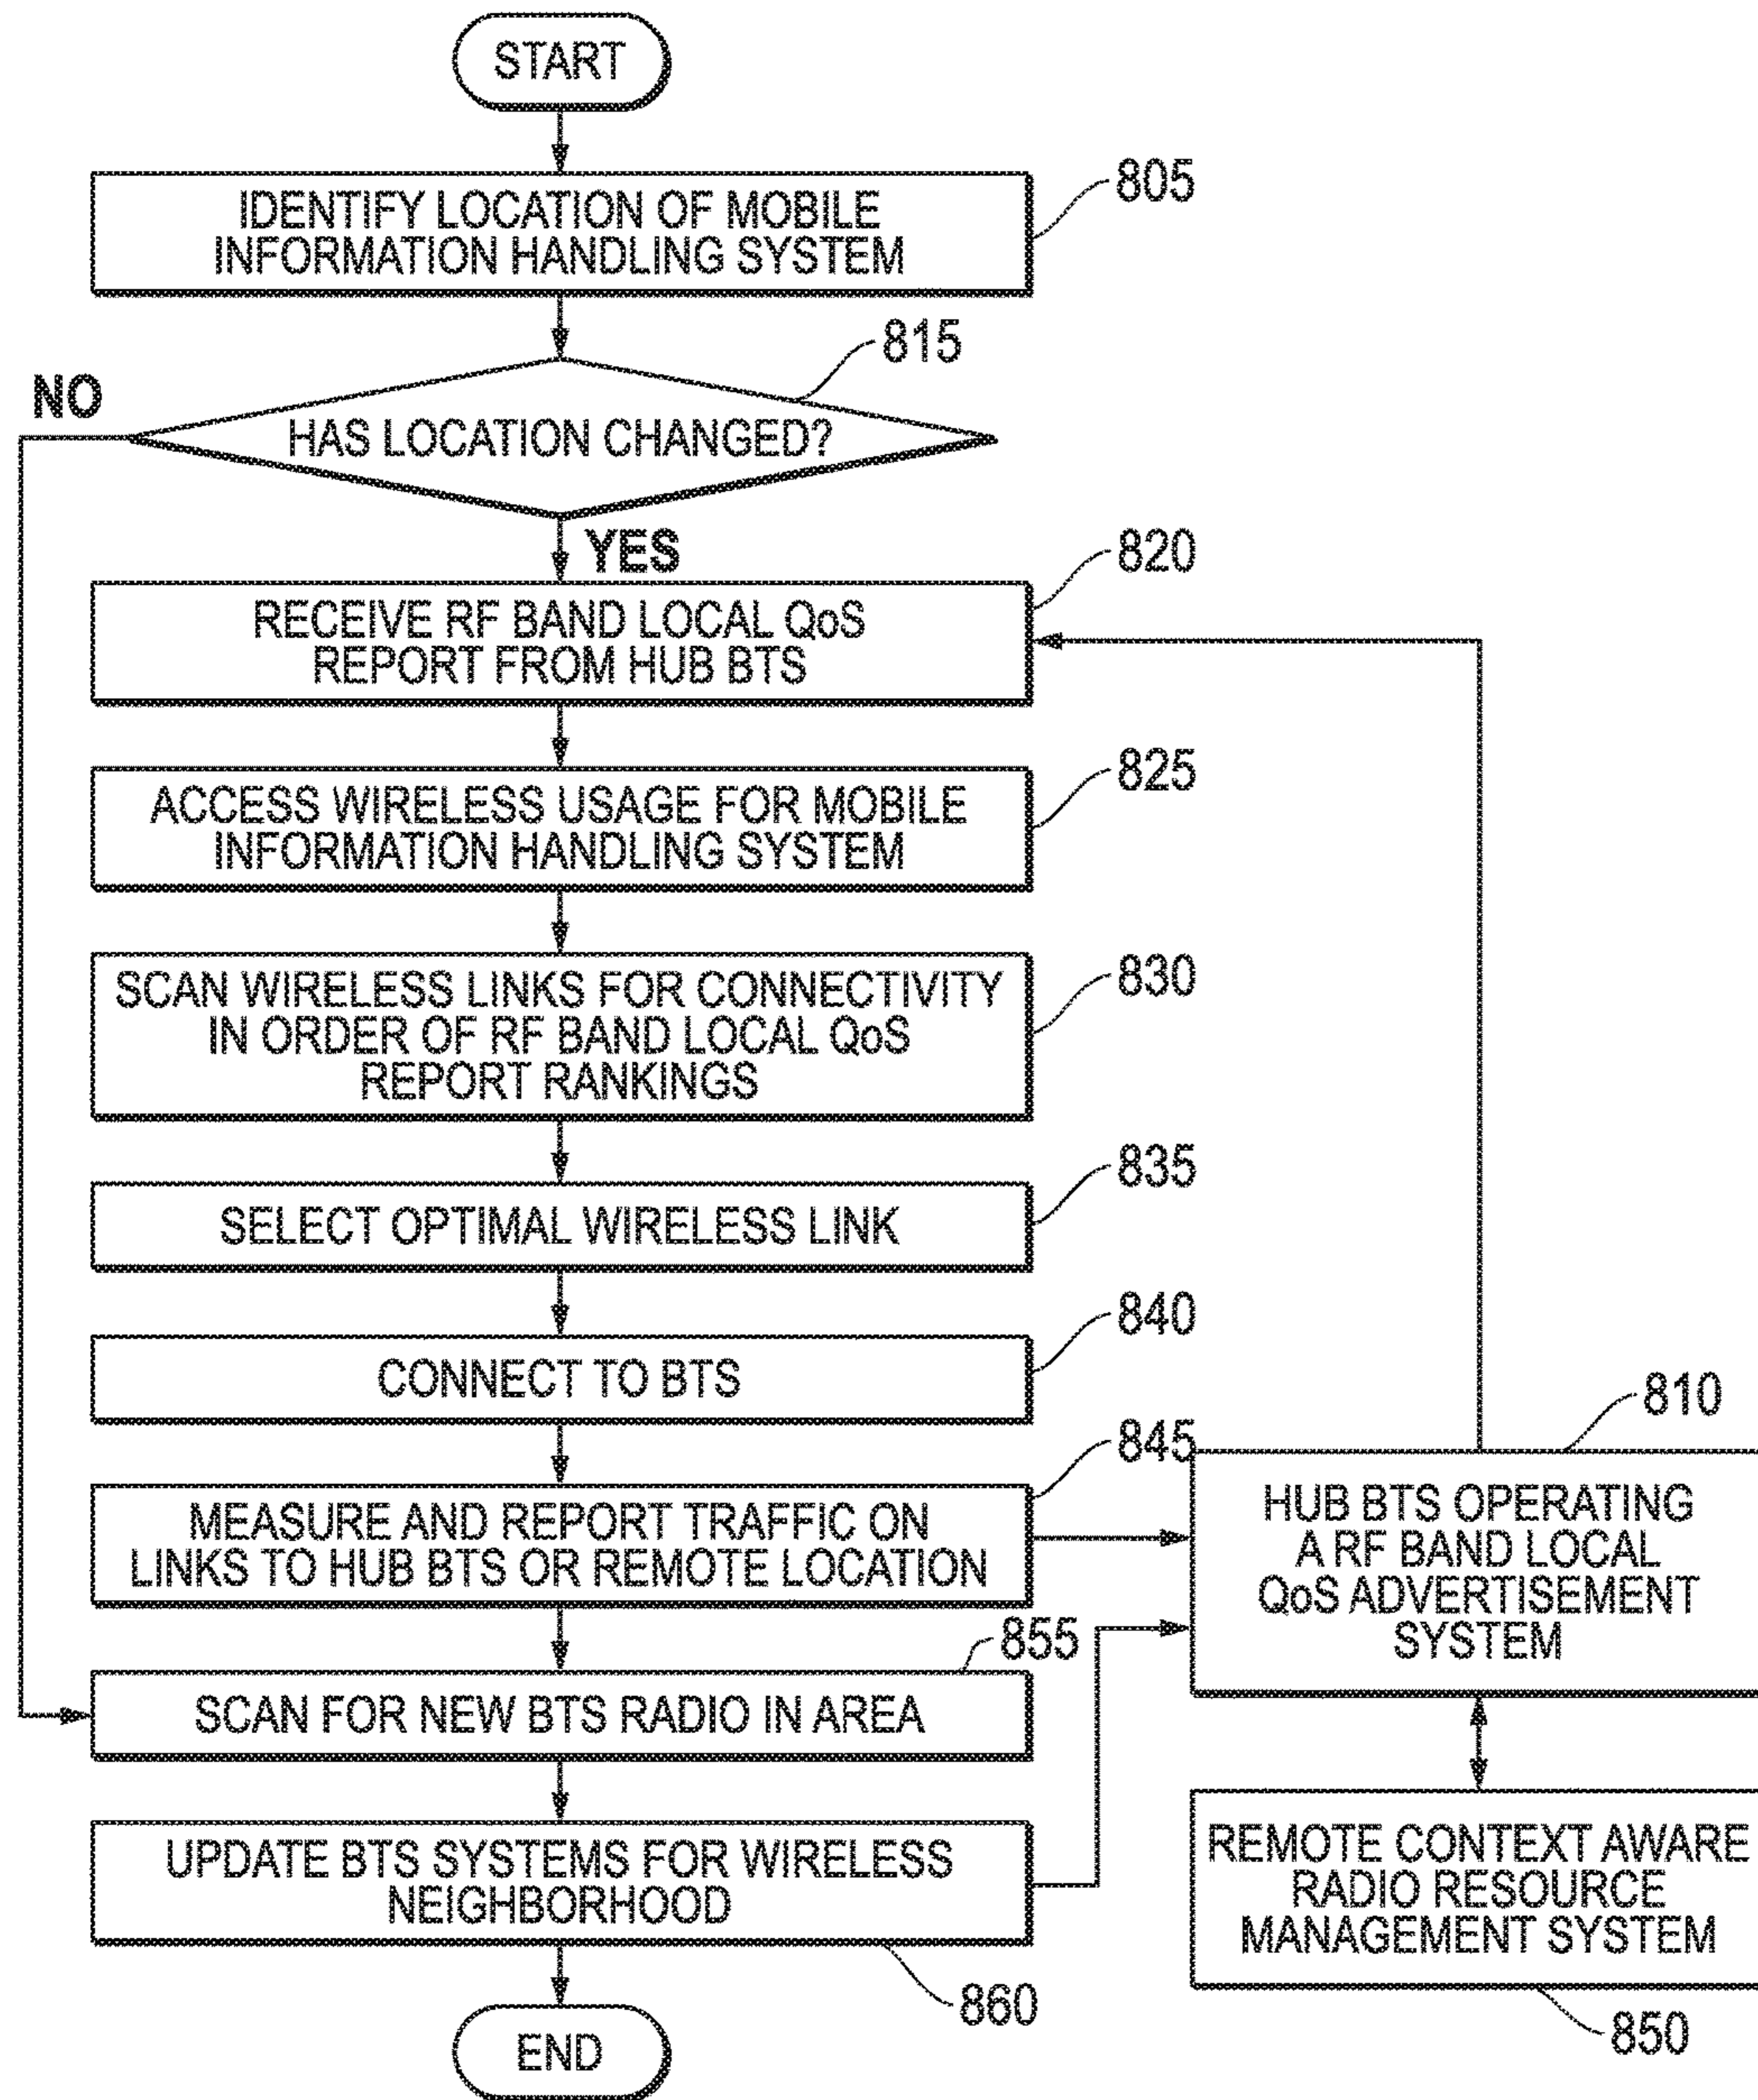 START
IDENTIFY LOCATION OF MOBILE
INFORMATION HANDLING SYSTEM
805
815
NO
HAS LOCATION CHANGED?
YES
820
RECEIVE RF BAND LOCAL QoS
REPORT FROM HUB BTS
825
ACCESS WIRELESS USAGE FOR MOBILE
INFORMATION HANDLING SYSTEM
830
SCAN WIRELESS LINKS FOR CONNECTIVITY
IN ORDER OF RF BAND LOCAL QoS
REPORT RANKINGS
835
SELECT OPTIMAL WIRELESS LINK
840
CONNECT TO BTS
845
MEASURE AND REPORT TRAFFIC ON
LINKS TO HUB BTS OR REMOTE LOCATION
810
HUB BTS OPERATING
A RF BAND LOCAL
QoS ADVERTISEMENT
SYSTEM
855
SCAN FOR NEW BTS RADIO IN AREA
UPDATE BTS SYSTEMS FOR WIRELESS
NEIGHBORHOOD
860
REMOTE CONTEXT AWARE
RADIO RESOURCE
MANAGEMENT SYSTEM
850
END